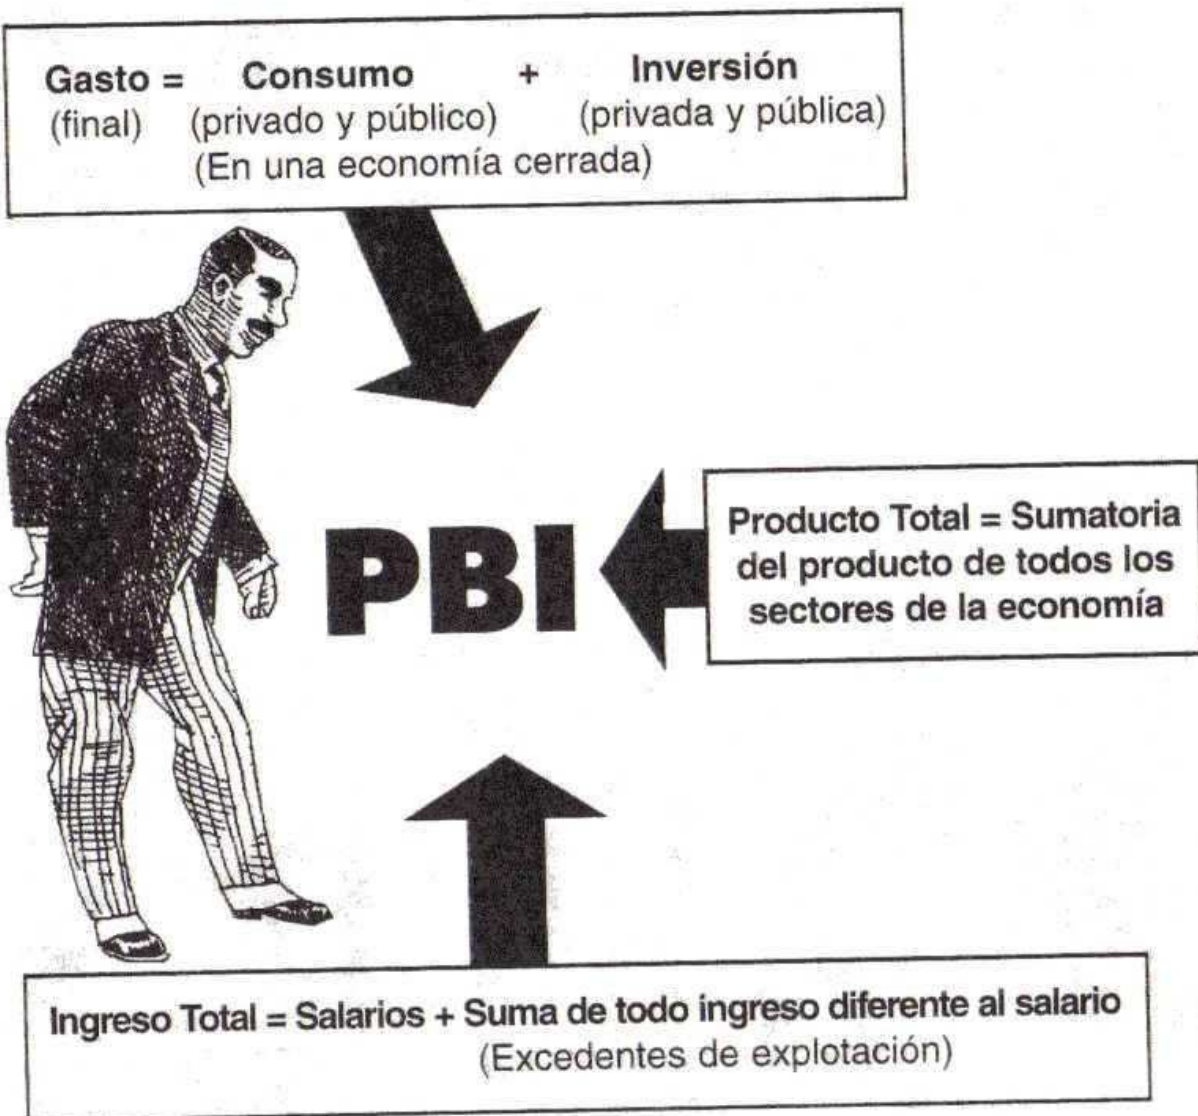 Gasto = Consumo + Inversión
(final) (privado y público) (privada y pública)
(En una economía cerrada)
PBI
Producto Total = Sumatoria
del producto de todos los
sectores de la economía
Ingreso Total = Salarios + Suma de todo ingreso diferente al salario
(Excedentes de explotación)